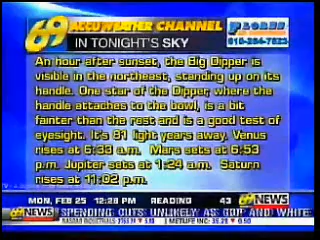 69 ACCUWEATHER CHANNEL
IN TONIGHT'S SKY
An hour after sunset, the Big Dipper is
visible in the northeast, standing up on its
handle. One star of the Dipper, where the
handle attaches to the bowl, is a bit
fainter than the rest and is a good test of
eyesight. It's 81 light years away. Venus
rises at 6:33 a.m. Mars sets at 6:53
p.m. Jupiter sets at 1:24 a.m. Saturn
rises at 11:02 p.m.
MON, FEB 25 12:28 PM READING 43 69 NEWS
69 NEWS SPENDING CUTS UNLIKELY AS GOP AND WHITE